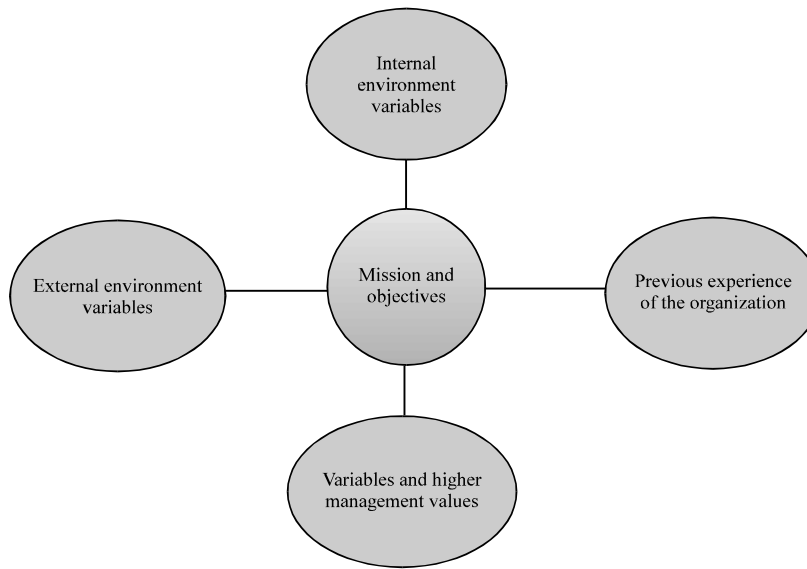 Internal
environment
variables
External environment
variables
Mission and
objectives
Previous experience
of the organization
Variables and higher
management values